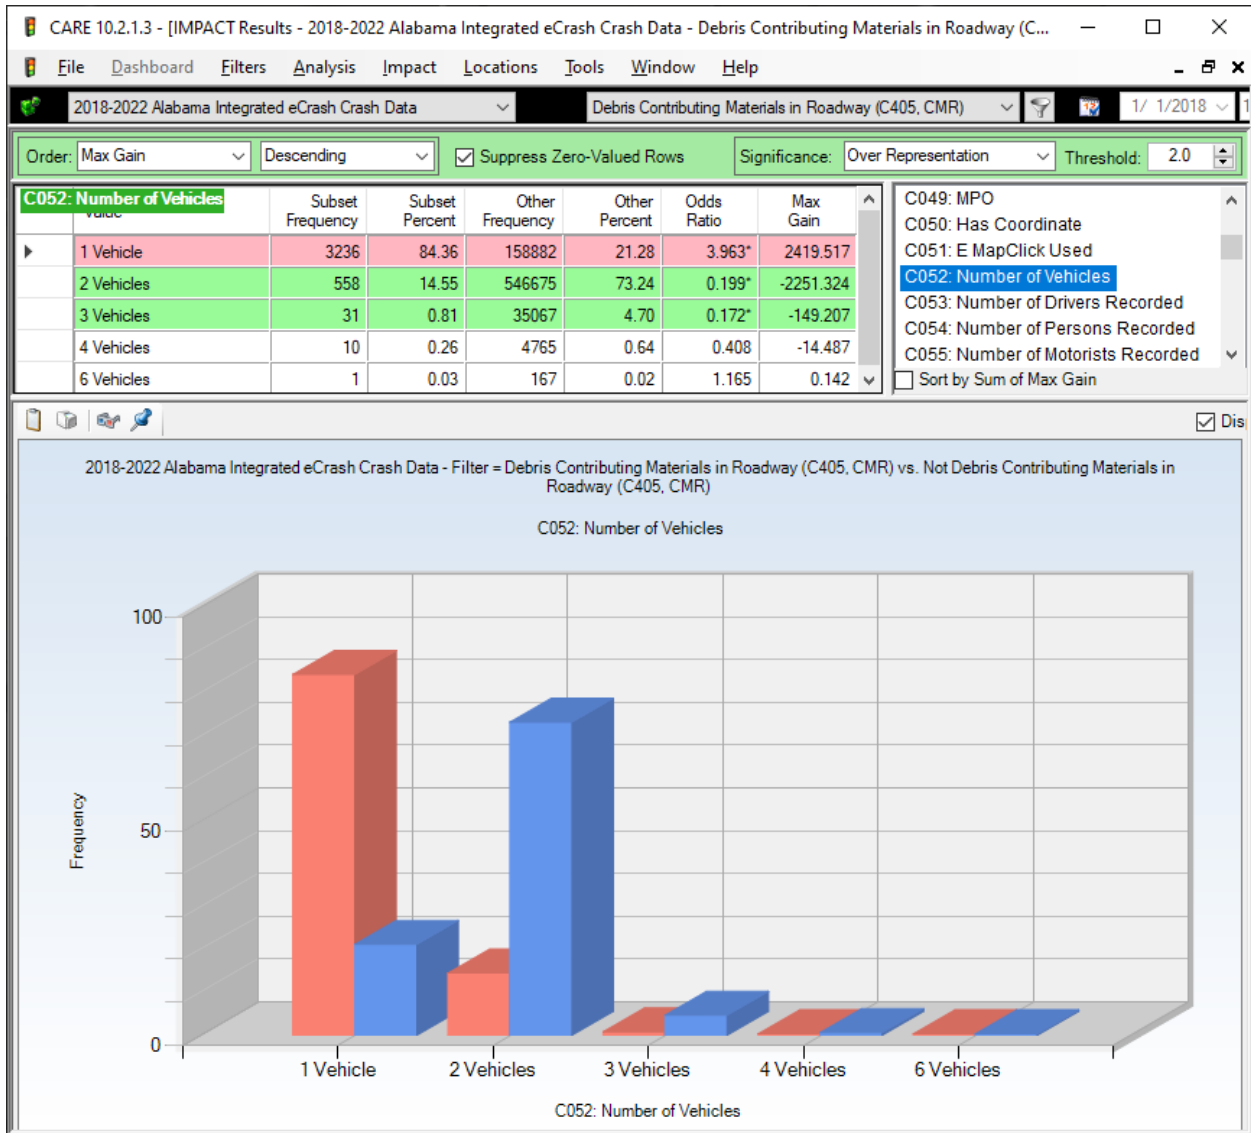 CARE 10.2.1.3 - [IMPACT Results - 2018-2022 Alabama Integrated eCrash Crash Data - Debris Contributing Materials in Roadway (C...
File Dashboard Filters Analysis Impact Locations Tools Window Help
2018-2022 Alabama Integrated eCrash Crash Data Debris Contributing Materials in Roadway (C405, CMR) 1/ 1/2018 1
Order: Max Gain Descending Suppress Zero-Valued Rows Significance: Over Representation Threshold: 2.0
C052: Number of Vehicles
Value Subset Frequency Subset Percent Other Frequency Other Percent Odds Ratio Max Gain
1 Vehicle 3236 84.36 158882 21.28 3.963* 2419.517
2 Vehicles 558 14.55 546675 73.24 0.199* -2251.324
3 Vehicles 31 0.81 35067 4.70 0.172* -149.207
4 Vehicles 10 0.26 4765 0.64 0.408 -14.487
6 Vehicles 1 0.03 167 0.02 1.165 0.142
C049: MPO
C050: Has Coordinate
C051: E MapClick Used
C052: Number of Vehicles
C053: Number of Drivers Recorded
C054: Number of Persons Recorded
C055: Number of Motorists Recorded
Sort by Sum of Max Gain
Dis
2018-2022 Alabama Integrated eCrash Crash Data - Filter = Debris Contributing Materials in Roadway (C405, CMR) vs. Not Debris Contributing Materials in
Roadway (C405, CMR)
C052: Number of Vehicles
100
50
0
Frequency
1 Vehicle 2 Vehicles 3 Vehicles 4 Vehicles 6 Vehicles
C052: Number of Vehicles